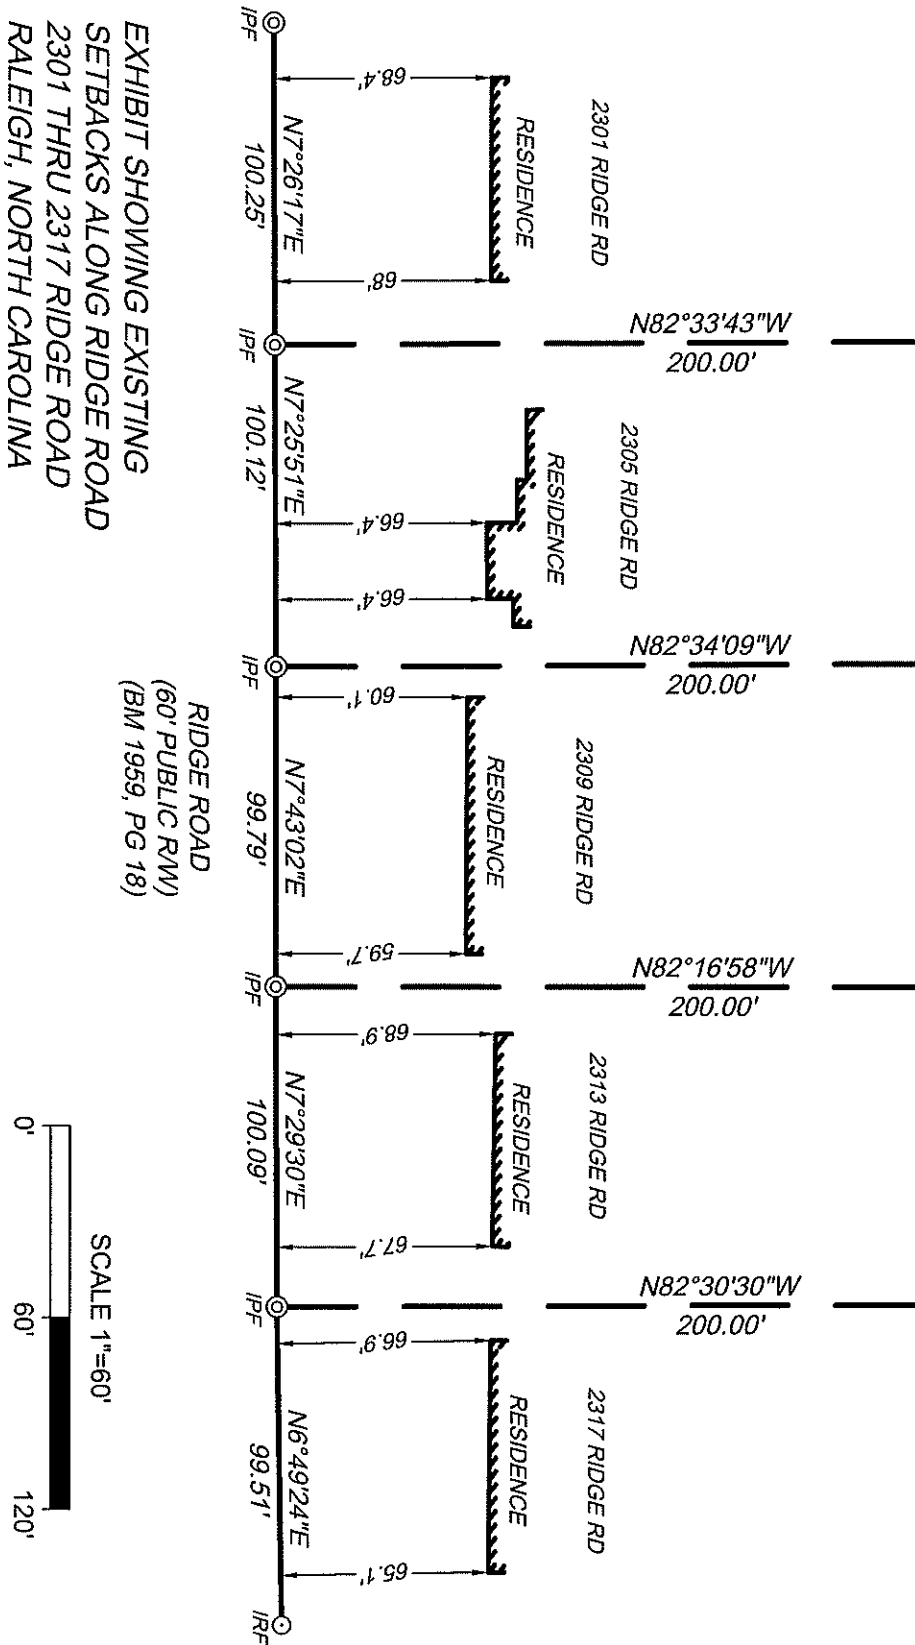 2301 RIDGE RD
RESIDENCE
68.4'
68'
IPF
N7°26'17"E
100.25'
N82°33'43"W
200.00'
IPF
2305 RIDGE RD
RESIDENCE
66.4'
66.4'
N7°25'51"E
100.12'
N82°34'09"W
200.00'
IPF
2309 RIDGE RD
RESIDENCE
60.1'
59.7'
N7°43'02"E
99.79'
N82°16'58"W
200.00'
IPF
2313 RIDGE RD
RESIDENCE
68.9'
67.7'
N7°29'30"E
100.09'
N82°30'30"W
200.00'
IPF
2317 RIDGE RD
RESIDENCE
66.9'
65.1'
N6°49'24"E
99.51'
IRF
RIDGE ROAD
(60' PUBLIC R/W)
(BM 1959, PG 18)
EXHIBIT SHOWING EXISTING
SETBACKS ALONG RIDGE ROAD
2301 THRU 2317 RIDGE ROAD
RALEIGH, NORTH CAROLINA
SCALE 1"=60'
0' 60' 120'